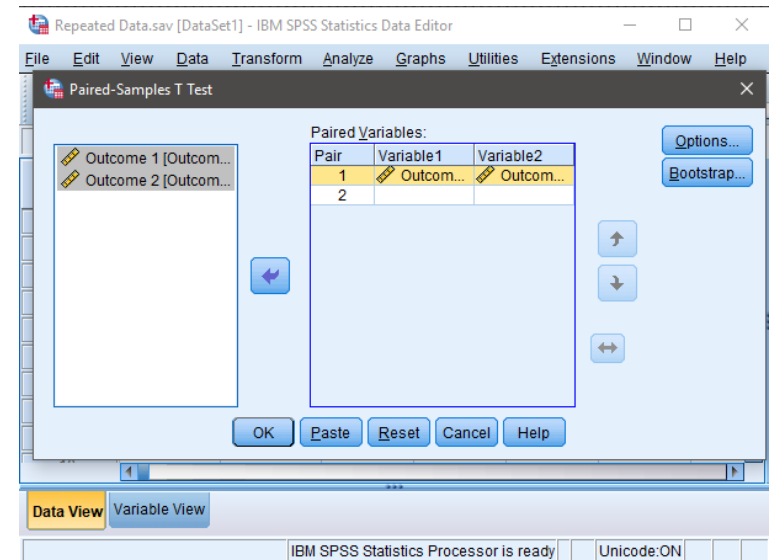 Repeated Data.sav [DataSet1] - IBM SPSS Statistics Data Editor
File Edit View Data Transform Analyze Graphs Utilities Extensions Window Help
Paired-Samples T Test
Paired Variables:
Options...
Pair Variable1 Variable2
Outcome 1 [Outcom...
1 Outcom... Outcom...
Bootstrap...
Outcome 2 [Outcom...
2
OK Paste Reset Cancel Help
Data View Variable View
IBM SPSS Statistics Processor is ready Unicode:ON